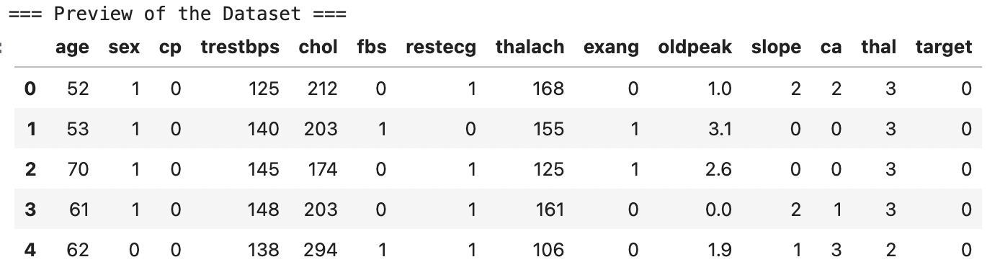 === Preview of the Dataset ===
: age sex cp trestbps chol fbs restecg thalach exang oldpeak slope ca thal target
0 52 1 0 125 212 0 1 168 0 1.0 2 2 3 0
1 53 1 0 140 203 1 0 155 1 3.1 0 0 3 0
2 70 1 0 145 174 0 1 125 1 2.6 0 0 3 0
3 61 1 0 148 203 0 1 161 0 0.0 2 1 3 0
4 62 0 0 138 294 1 1 106 0 1.9 1 3 2 0